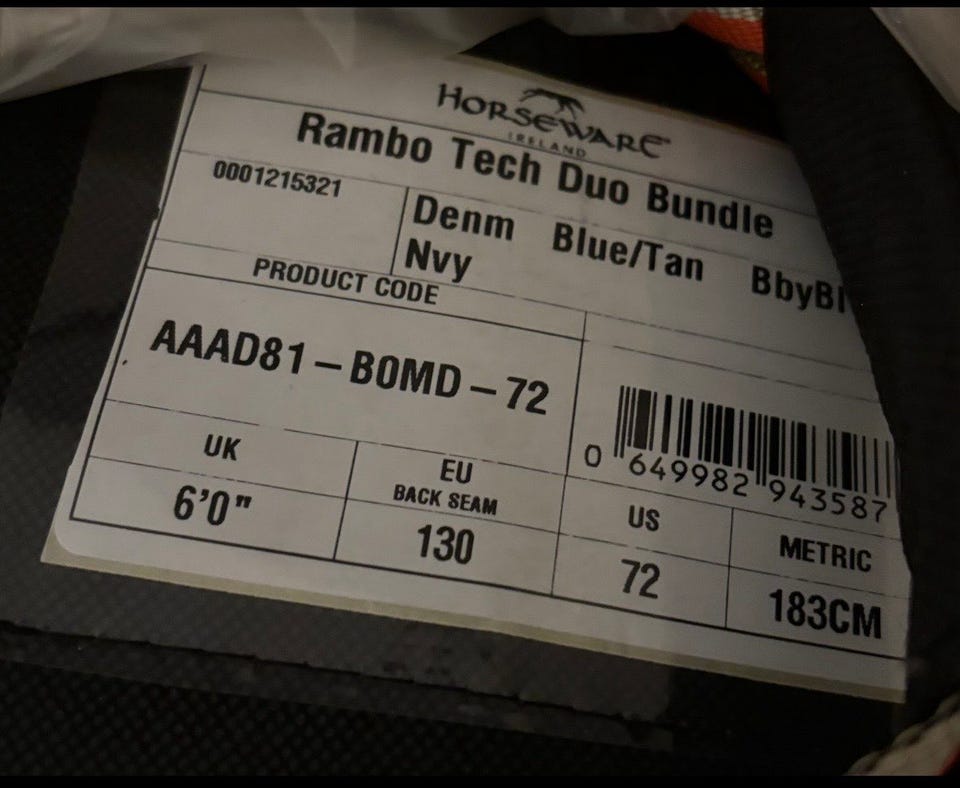 HORSEWARE
IRELAND
Rambo Tech Duo Bundle
0001215321
Denm Blue/Tan BbyBl
Nvy
PRODUCT CODE
AAAD81-BOMD-72
0 649982 943587
UK
EU
BACK SEAM
US
METRIC
6'0"
130
72
183CM